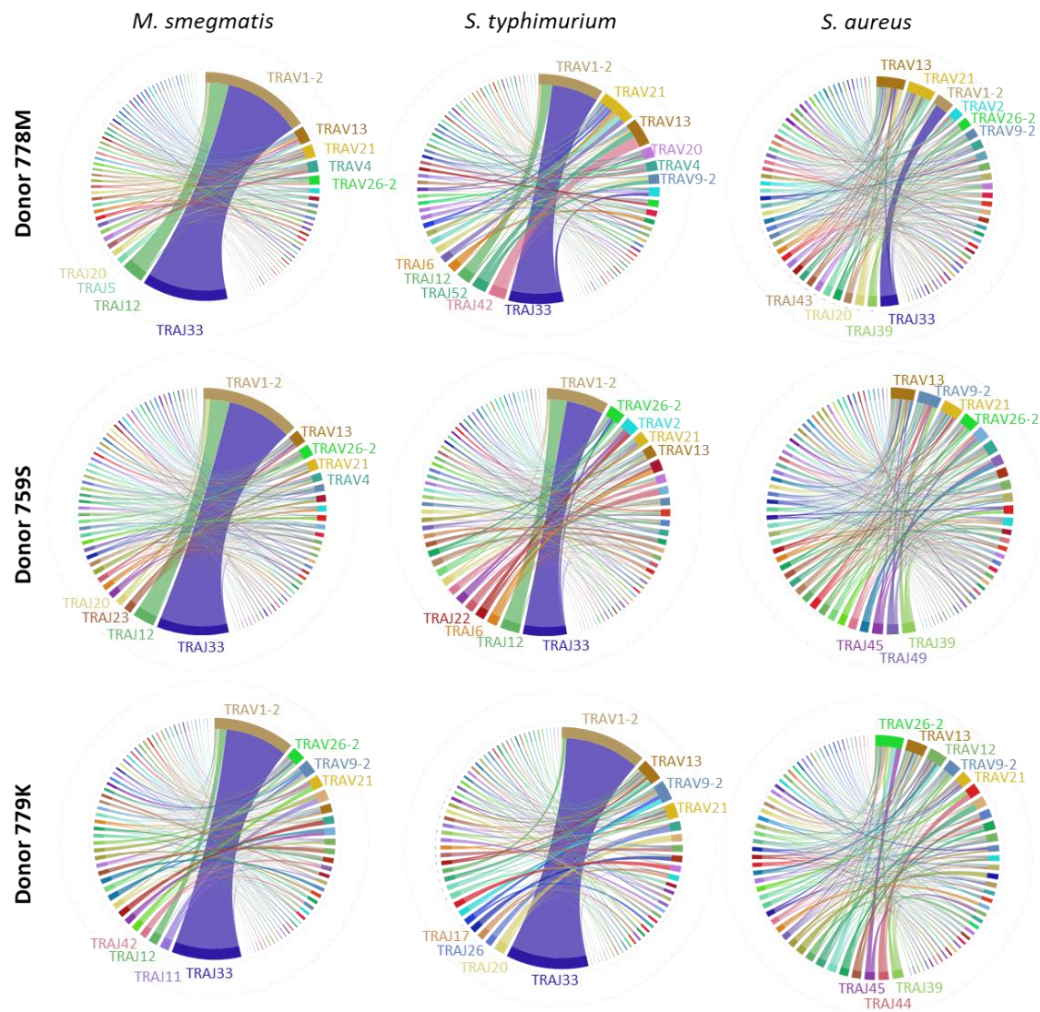 M. smegmatis
S. typhimurium
S. aureus
Donor 778M
TRAV1-2
TRAV13
TRAV21
TRAV4
TRAV26-2
TRAJ20
TRAJ5
TRAJ12
TRAJ33
TRAV1-2
TRAV21
TRAV13
TRAV20
TRAV4
TRAV9-2
TRAJ6
TRAJ12
TRAJ52
TRAJ42
TRAJ33
TRAV13
TRAV21
TRAV1-2
TRAV2
TRAV26-2
TRAV9-2
TRAJ43
TRAJ20
TRAJ39
TRAJ33
Donor 759S
TRAV1-2
TRAV13
TRAV26-2
TRAV21
TRAV4
TRAJ20
TRAJ23
TRAJ12
TRAJ33
TRAV1-2
TRAV26-2
TRAV2
TRAV21
TRAV13
TRAJ22
TRAJ6
TRAJ12
TRAJ33
TRAV13
TRAV9-2
TRAV21
TRAV26-2
TRAJ45
TRAJ49
TRAJ39
Donor 779K
TRAV1-2
TRAV26-2
TRAV9-2
TRAV21
TRAJ42
TRAJ12
TRAJ11
TRAJ33
TRAV1-2
TRAV13
TRAV9-2
TRAV21
TRAJ17
TRAJ26
TRAJ20
TRAJ33
TRAV26-2
TRAV13
TRAV12
TRAV9-2
TRAV21
TRAJ45
TRAJ44
TRAJ39